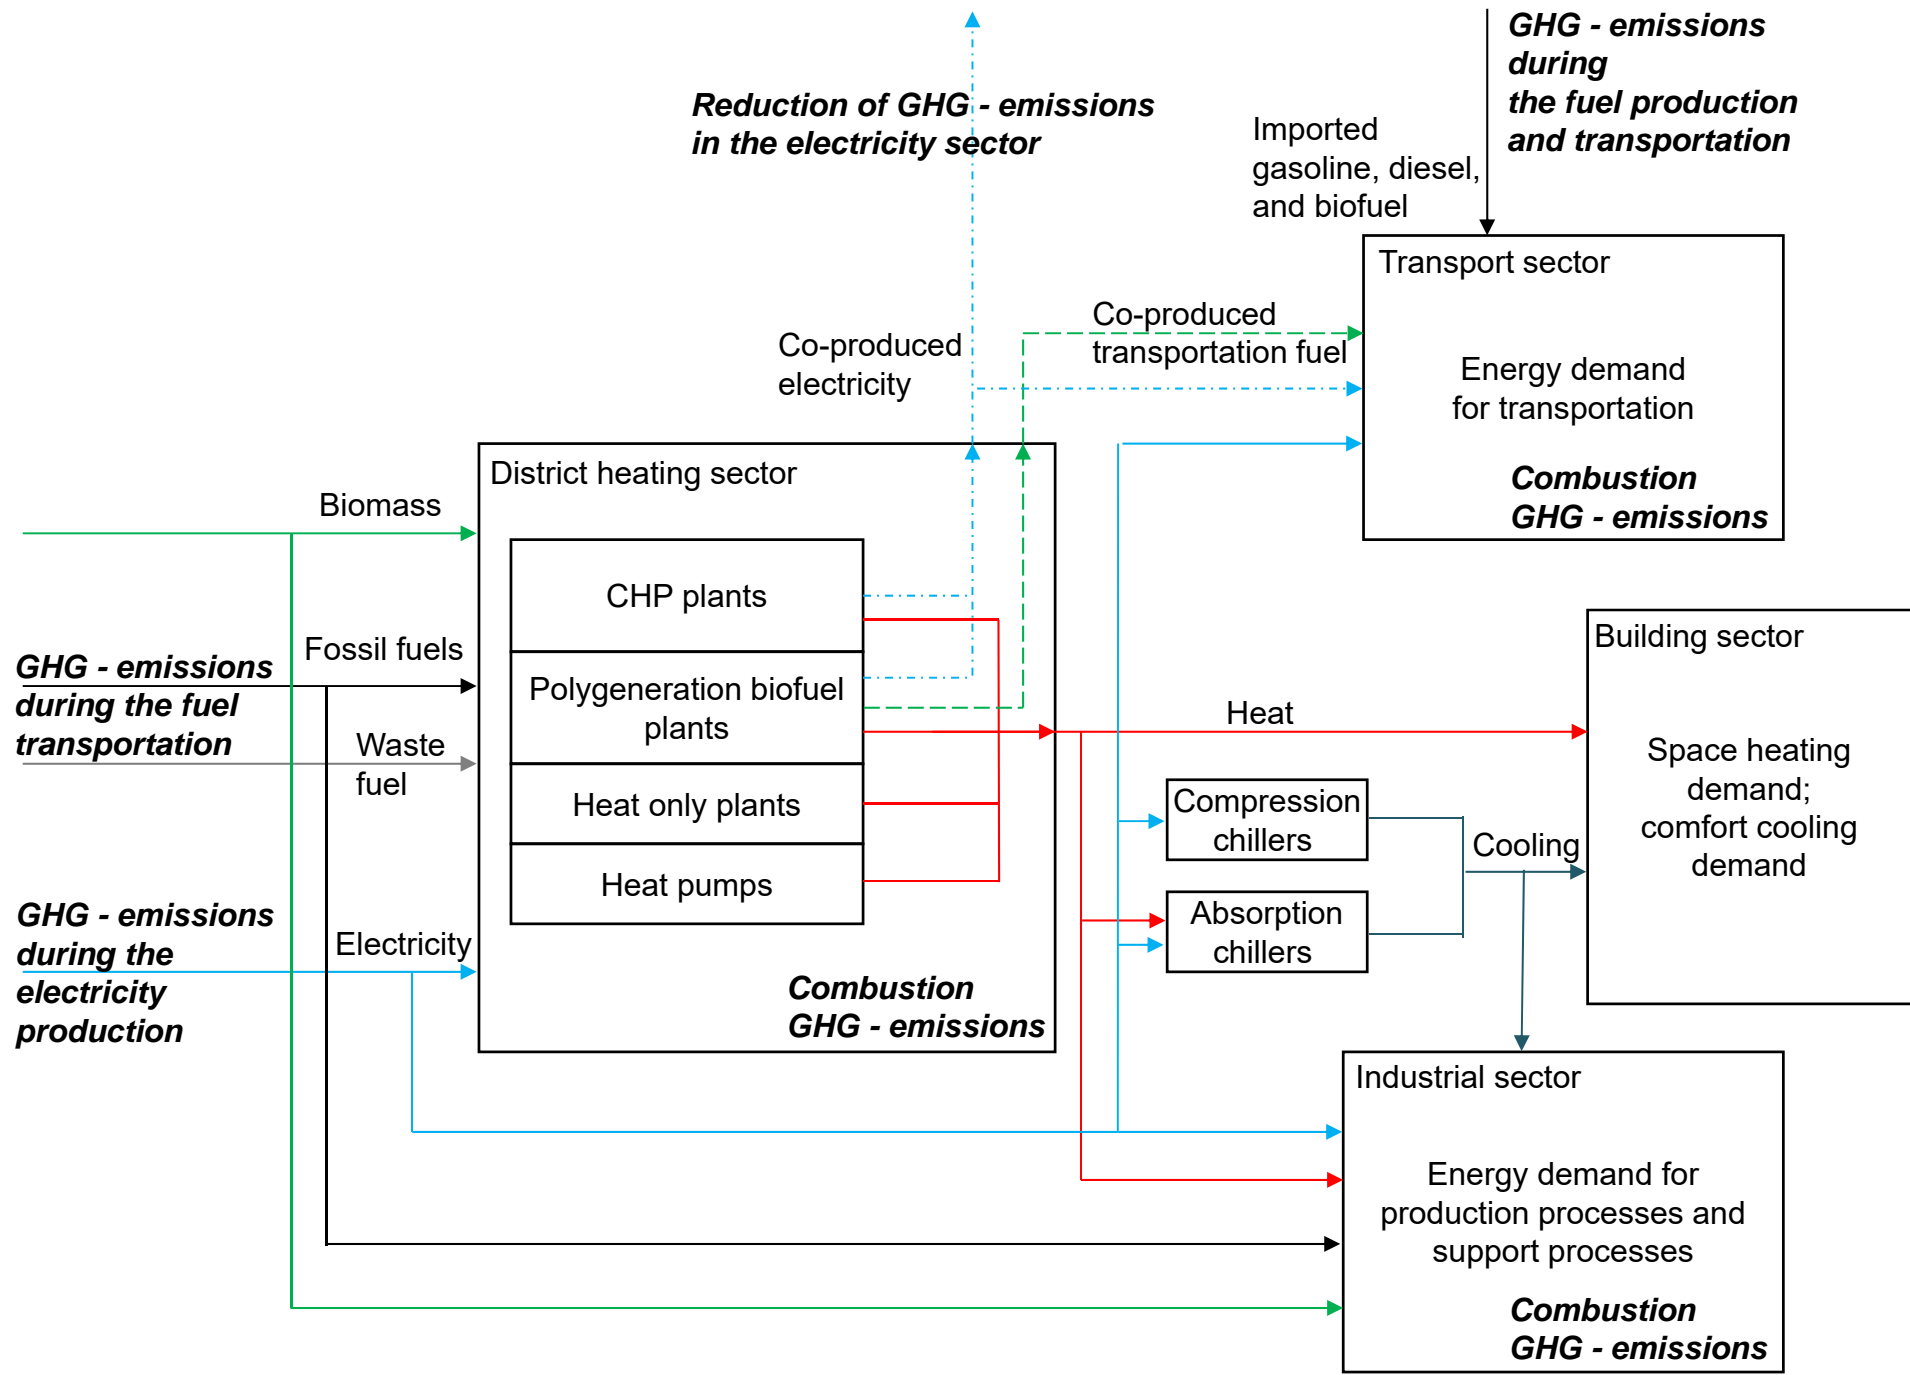 GHG - emissions
during
the fuel production
and transportation
Reduction of GHG - emissions
in the electricity sector
Imported
gasoline, diesel,
and biofuel
Transport sector
Energy demand
for transportation
Combustion
GHG - emissions
Co-produced
electricity
Co-produced
transportation fuel
District heating sector
CHP plants
Polygeneration biofuel
plants
Heat only plants
Heat pumps
Combustion
GHG - emissions
Biomass
Fossil fuels
GHG - emissions
during the fuel
transportation
Waste
fuel
GHG - emissions
during the
electricity
production
Electricity
Heat
Compression
chillers
Absorption
chillers
Cooling
Building sector
Space heating
demand;
comfort cooling
demand
Industrial sector
Energy demand for
production processes and
support processes
Combustion
GHG - emissions